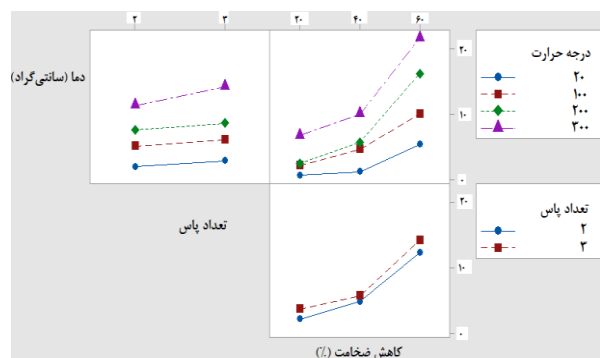 ۲ ۳ ۲۰ ۴۰ ۶۰
دما (سانتی‌گراد)
۲۰
۱۰
۰
درجه حرارت
۲۰
۱۰۰
۲۰۰
۳۰۰
تعداد پاس
۲۰
۱۰
۰
تعداد پاس
۲
۳
کاهش ضخامت (%)